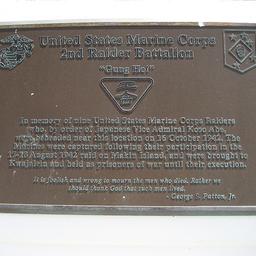 United States Marine Corps
2nd Raider Battalion
"Gung Ho!"
In memory of nine United States Marine Corps Raiders
who, by order of Japanese Vice Admiral Koso Abe,
were beheaded near this location on 16 October 1942. The
Marines were captured following their participation in the
17-18 August 1942 raid on Makin Island, and were brought to
Kwajalein and held as prisoners of war until their execution.
It is foolish and wrong to mourn the men who died. Rather we
should thank God that such men lived.
- George S. Patton, Jr.